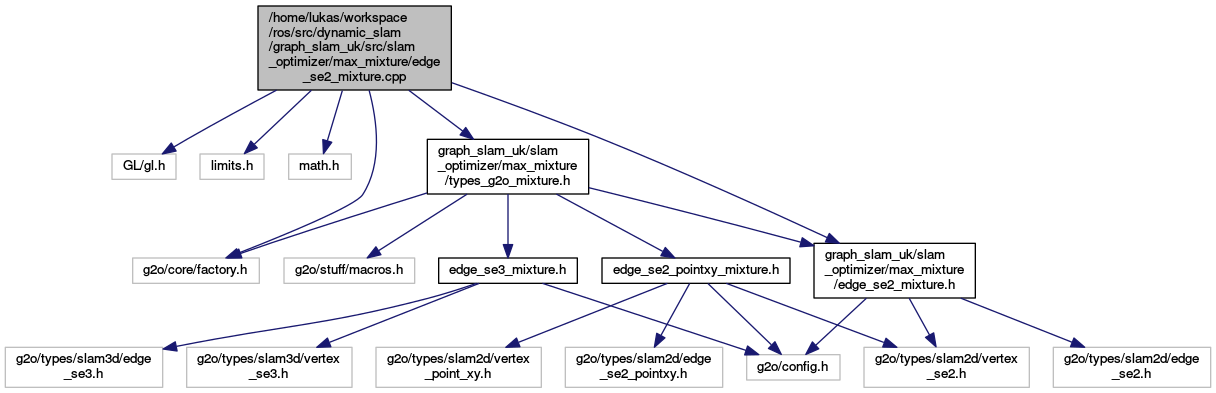 /home/lukas/workspace
/ros/src/dynamic_slam
/graph_slam_uk/src/slam
_optimizer/max_mixture/edge
_se2_mixture.cpp
GL/gl.h
limits.h
math.h
graph_slam_uk/slam
_optimizer/max_mixture
/types_g2o_mixture.h
g2o/core/factory.h
g2o/stuff/macros.h
edge_se3_mixture.h
edge_se2_pointxy_mixture.h
graph_slam_uk/slam
_optimizer/max_mixture
/edge_se2_mixture.h
g2o/types/slam3d/edge
_se3.h
g2o/types/slam3d/vertex
_se3.h
g2o/types/slam2d/vertex
_point_xy.h
g2o/types/slam2d/edge
_se2_pointxy.h
g2o/config.h
g2o/types/slam2d/vertex
_se2.h
g2o/types/slam2d/edge
_se2.h